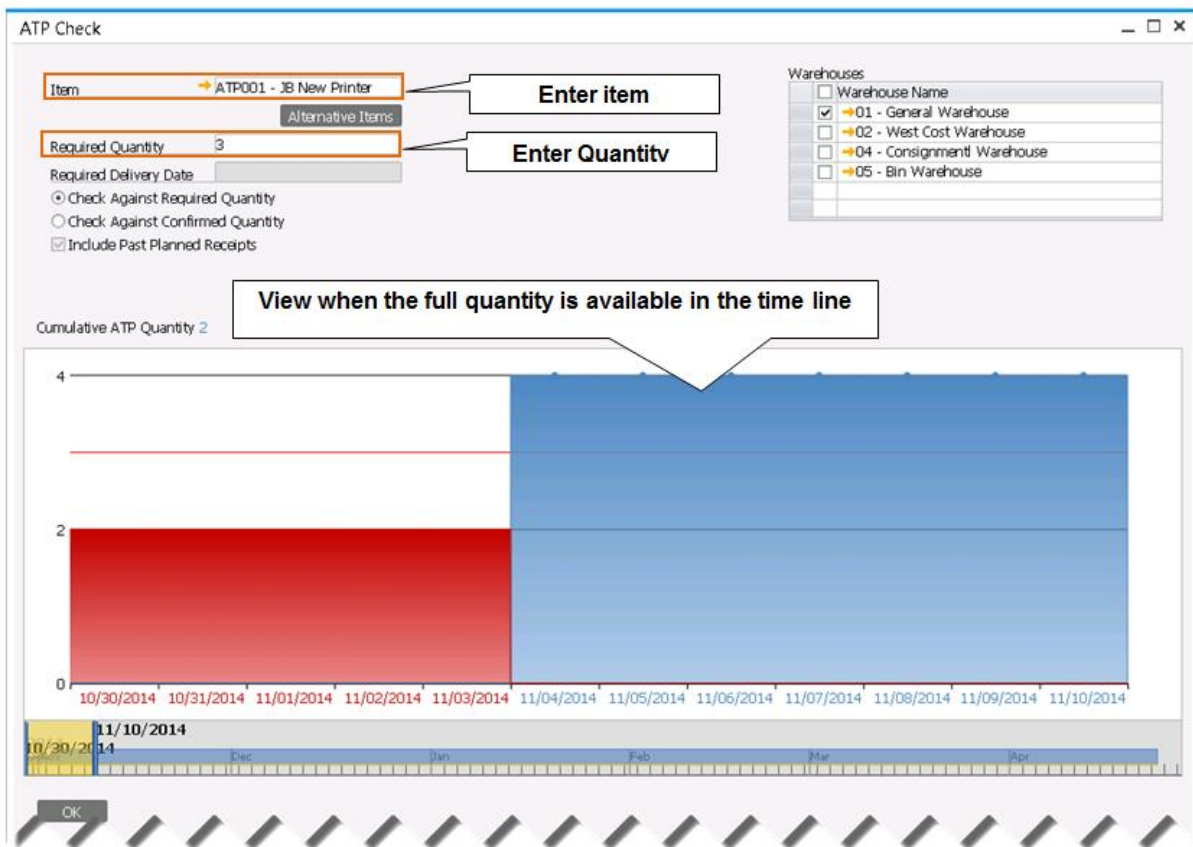 ATP Check
Item ATP001 - JB New Printer
Enter item
Alternative Items
Required Quantity 3
Enter Quantity
Required Delivery Date
Check Against Required Quantity
Check Against Confirmed Quantity
Include Past Planned Receipts
Warehouses
Warehouse Name
01 - General Warehouse
02 - West Cost Warehouse
04 - Consignmentl Warehouse
05 - Bin Warehouse
View when the full quantity is available in the time line
Cumulative ATP Quantity 2
4
2
0
10/30/2014 10/31/2014 11/01/2014 11/02/2014 11/03/2014 11/04/2014 11/05/2014 11/06/2014 11/07/2014 11/08/2014 11/09/2014 11/10/2014
11/10/2014
10/30/2014
Dec Jan Feb Mar Apr
OK